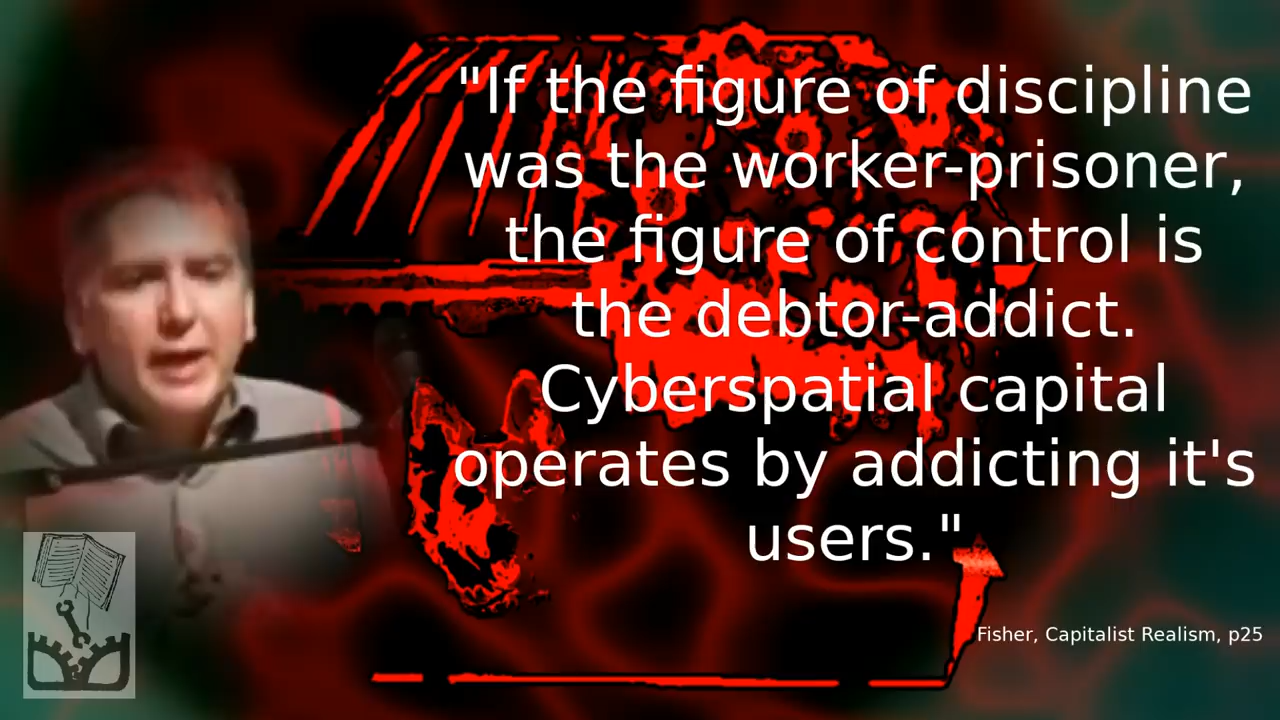 "If the figure of discipline
was the worker-prisoner,
the figure of control is
the debtor-addict.
Cyberspatial capital
operates by addicting it's
users."
Fisher, Capitalist Realism, p25